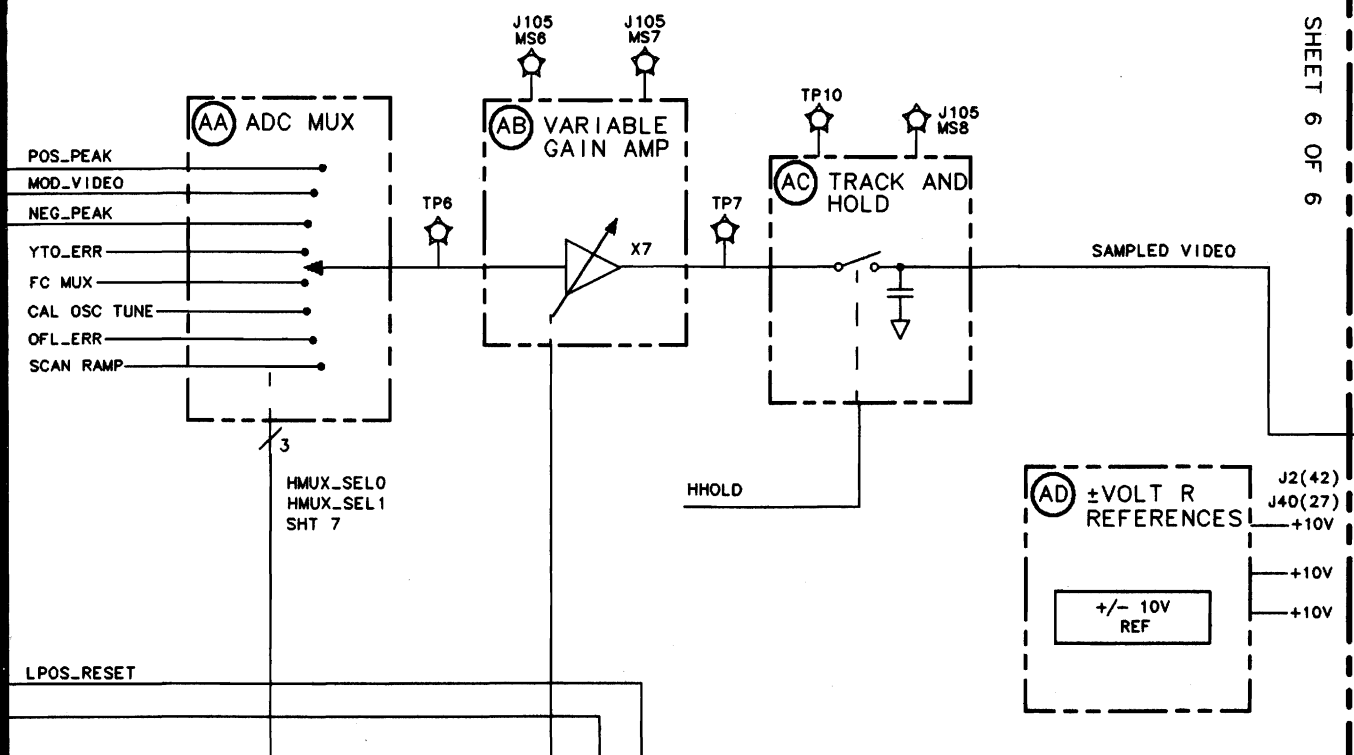 J105
MS6
J105
MS7
SHEET 6 OF 6
AA ADC MUX
AB VARIABLE
GAIN AMP
TP10
J105
MS8
AC TRACK AND
HOLD
POS_PEAK
MOD_VIDEO
NEG_PEAK
YTO_ERR
FC MUX
CAL OSC TUNE
OFL_ERR
SCAN RAMP
TP6
X7
TP7
SAMPLED VIDEO
3
HMUX_SEL0
HMUX_SEL1
SHT 7
HHOLD
AD ±VOLT R
REFERENCES
J2(42)
J40(27)
+10V
+10V
+10V
+/- 10V
REF
LPOS_RESET